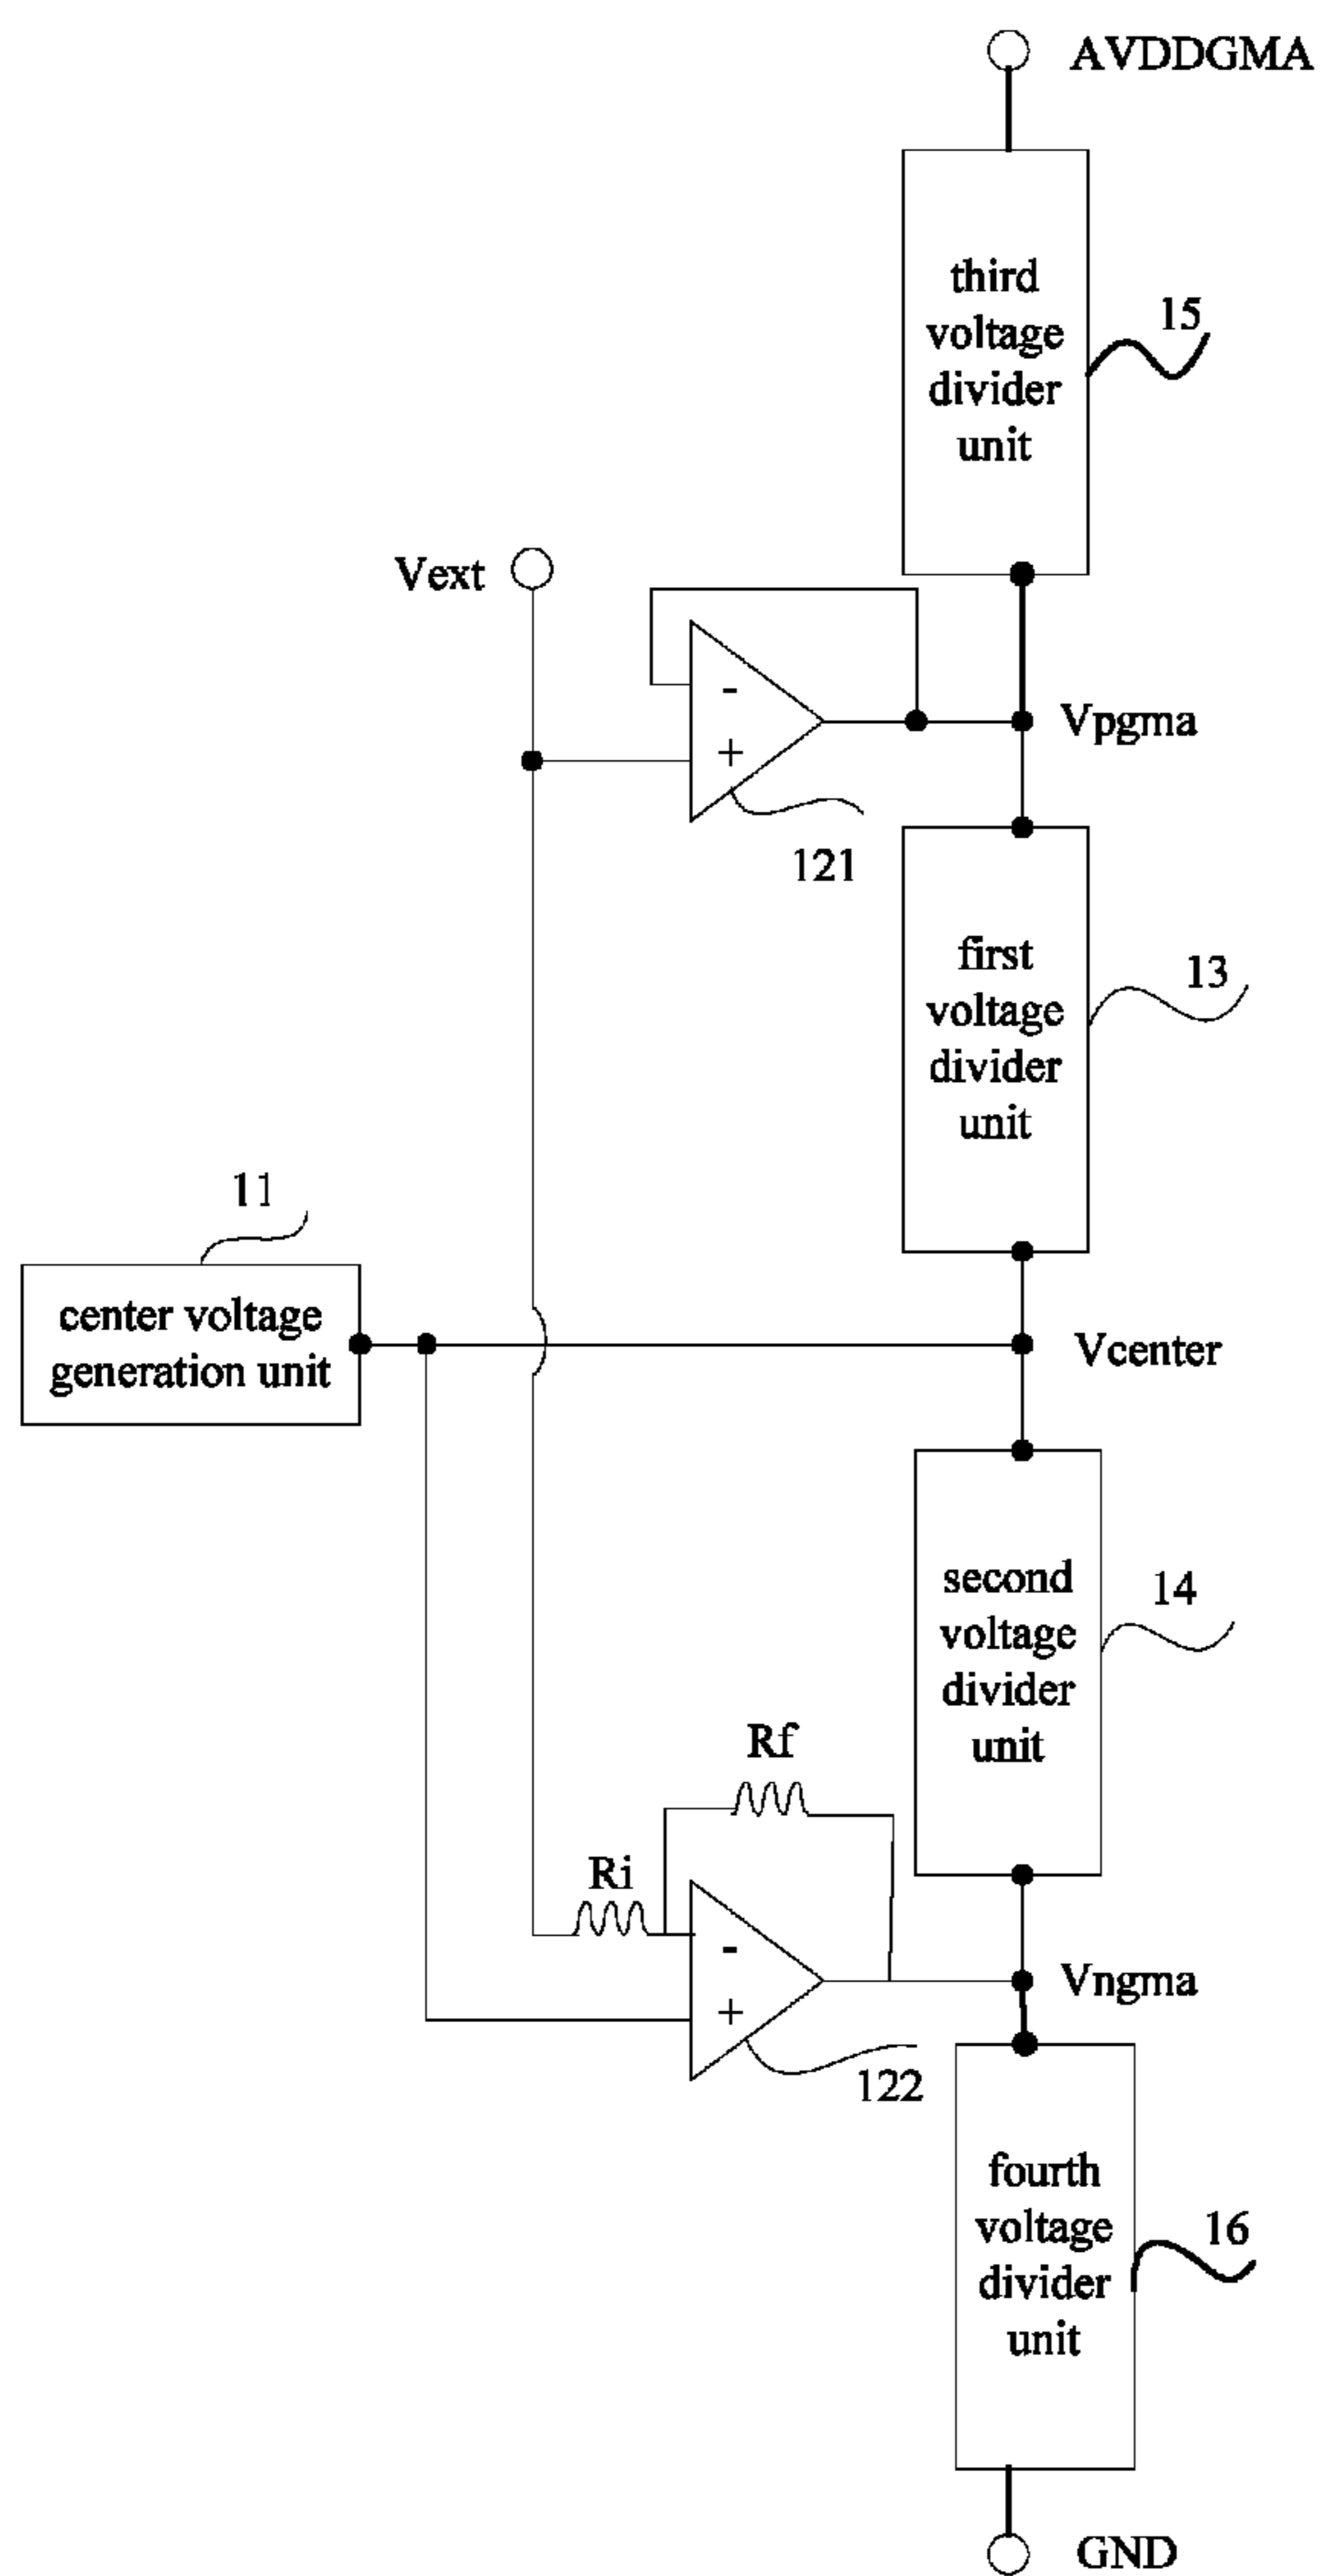 AVDDGMA
third
voltage
divider
unit
15
Vext
-
+
Vpgma
121
first
voltage
divider
unit
13
11
center voltage
generation unit
Vcenter
second
voltage
divider
unit
14
Rf
Ri
-
+
Vngma
122
fourth
voltage
divider
unit
16
GND